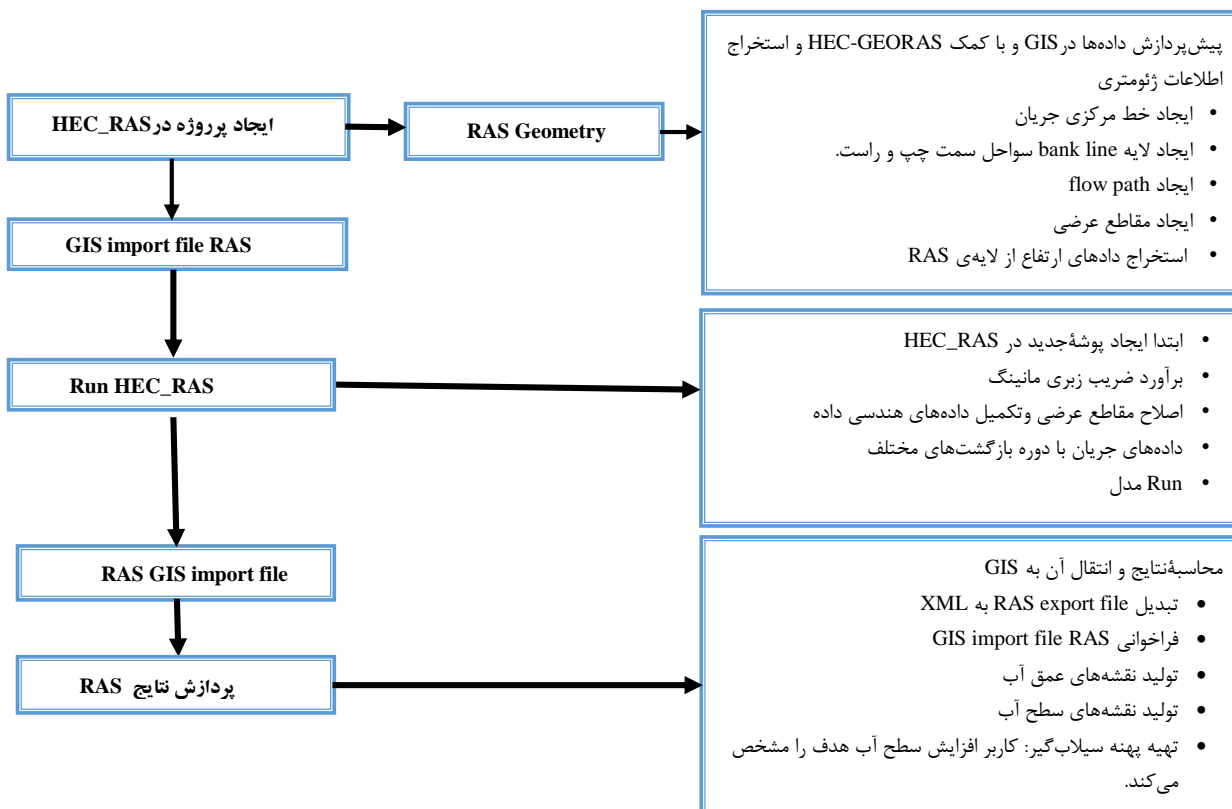 ایجاد پرروژه درHEC_RAS
RAS Geometry
پیش‌پردازش داده‌ها درGIS و با کمک HEC-GEORAS و استخراج
اطلاعات ژئومتری
• ایجاد خط مرکزی جریان
• ایجاد لایه bank line سواحل سمت چپ و راست.
• ایجاد flow path
• ایجاد مقاطع عرضی
• استخراج دادهای ارتفاع از لایه‌ی RAS
GIS import file RAS
Run HEC_RAS
• ابتدا ایجاد پوشۀجدید در HEC_RAS
• برآورد ضریب زبری مانینگ
• اصلاح مقاطع عرضی وتکمیل داده‌های هندسی داده
• داده‌های جریان با دوره بازگشت‌های مختلف
• Run مدل
RAS GIS import file
پردازش نتایج RAS
محاسبۀنتایج و انتقال آن به GIS
• تبدیل RAS export file به XML
• فراخوانی GIS import file RAS
• تولید نقشه‌های عمق آب
• تولید نقشه‌های سطح آب
• تهیه پهنه سیلاب‌گیر: کاربر افزایش سطح آب هدف را مشخص
می‌کند.